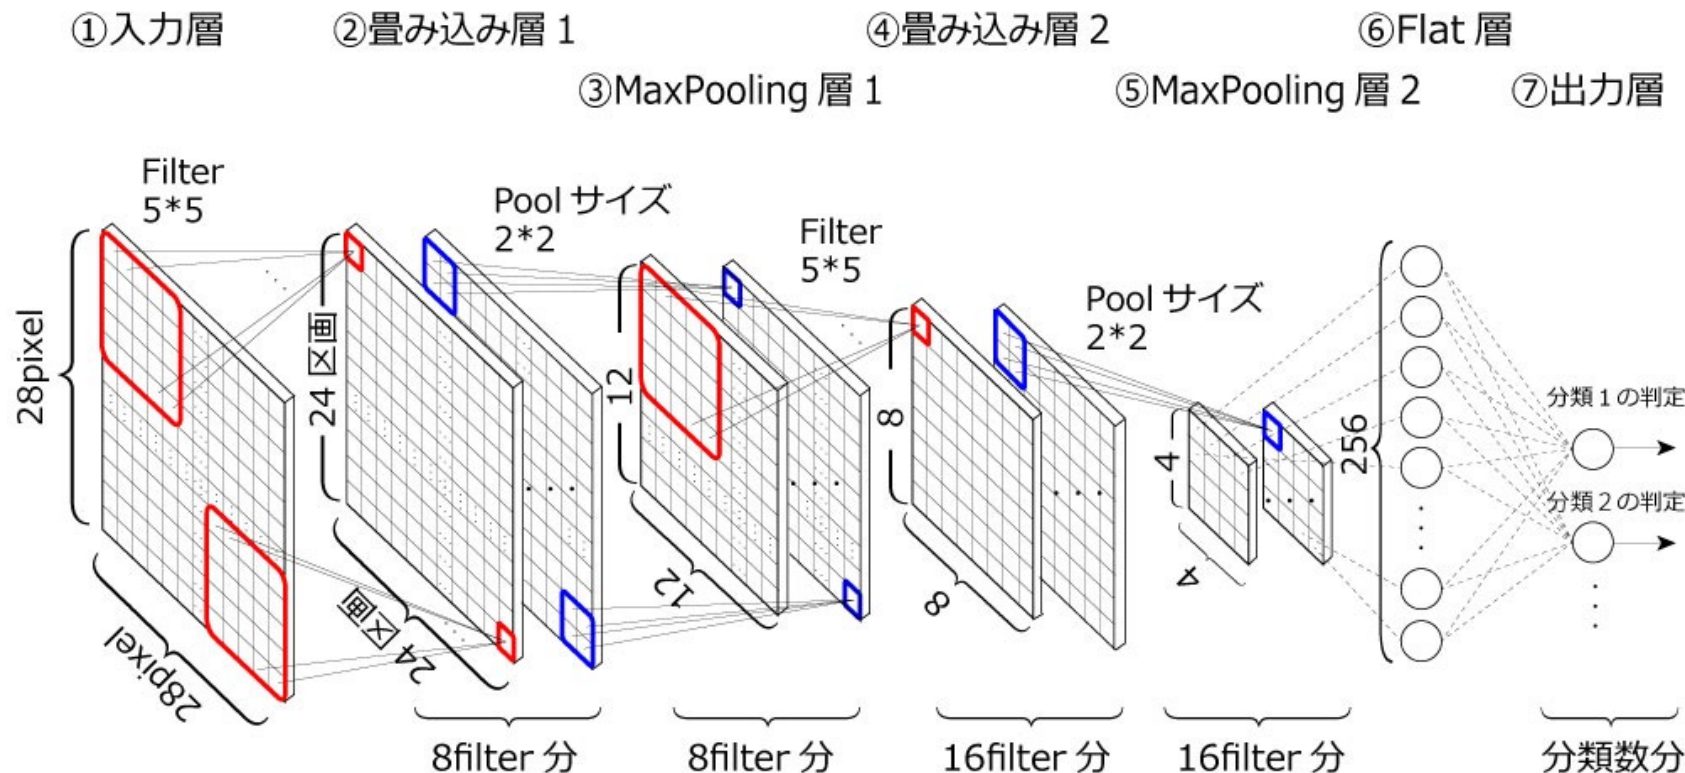 ①入力層
②畳み込み層 1
④畳み込み層 2
⑥Flat 層
③MaxPooling 層 1
⑤MaxPooling 層 2
⑦出力層
Filter
5*5
Pool サイズ
2*2
Filter
5*5
Pool サイズ
2*2
28pixel
24 区画
12
8
4
256
分類 1 の判定
分類 2 の判定
28pixel
24 区画
12
8
4
8filter 分
8filter 分
16filter 分
16filter 分
分類数分